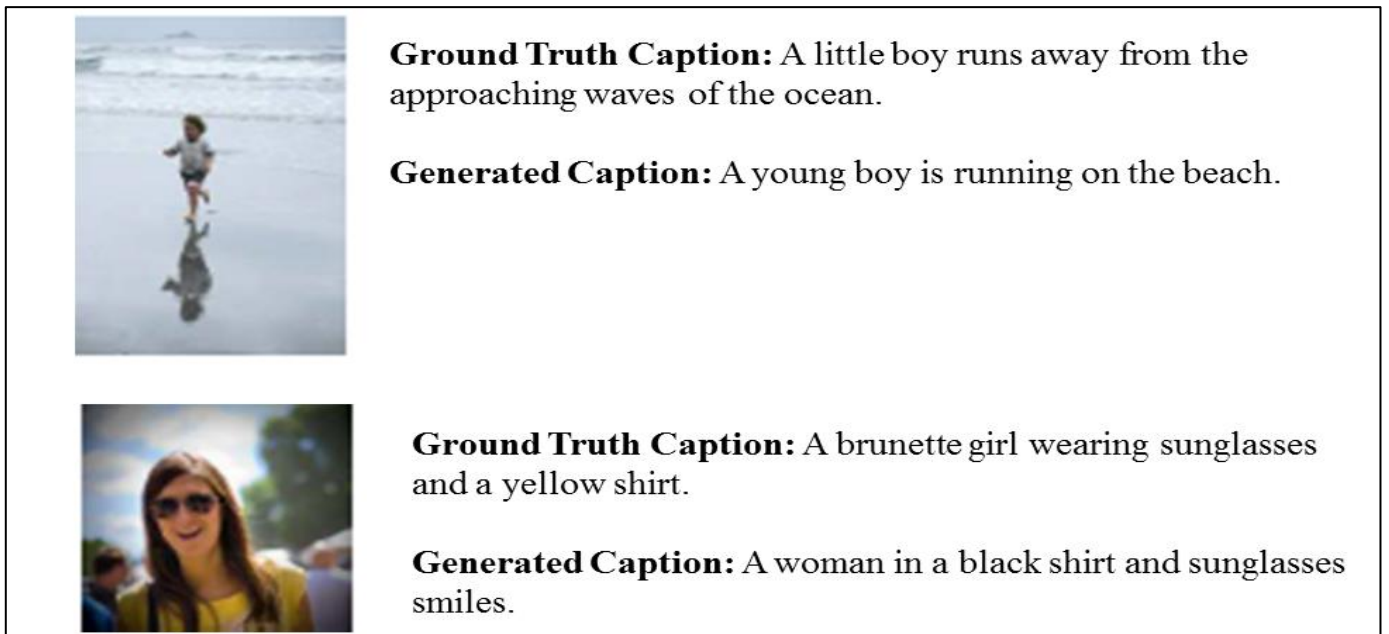 Ground Truth Caption: A little boy runs away from the
approaching waves of the ocean.
Generated Caption: A young boy is running on the beach.
Ground Truth Caption: A brunette girl wearing sunglasses
and a yellow shirt.
Generated Caption: A woman in a black shirt and sunglasses
smiles.